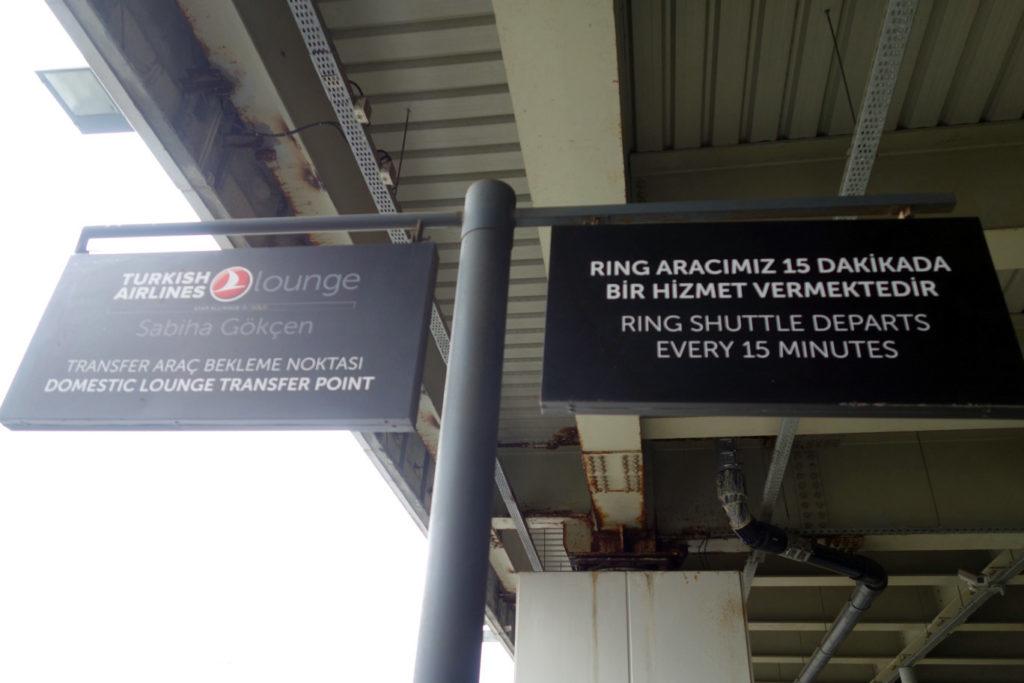 TURKISH
AIRLINES
lounge
Sabiha Gökçen
TRANSFER ARAÇ BEKLEME NOKTASI
DOMESTIC LOUNGE TRANSFER POINT
RING ARACIMIZ 15 DAKİKADA
BİR HİZMET VERMEKTEDİR
RING SHUTTLE DEPARTS
EVERY 15 MINUTES